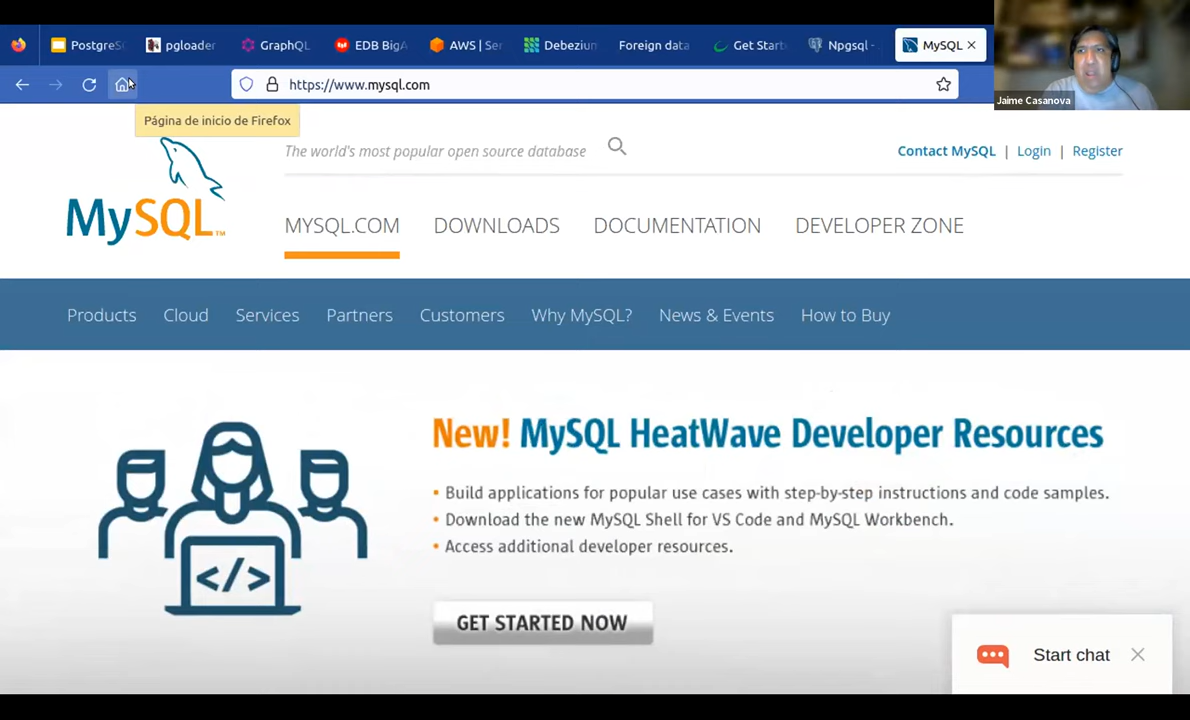 PostgreS
pgloader
GraphQL
EDB BigA
AWS | Ser
Debezium
Foreign data
Get Start
Npgsql -
MySQL
https://www.mysql.com
Jaime Casanova
Página de inicio de Firefox
The world's most popular open source database
Contact MySQL | Login | Register
MySQL™
MYSQL.COM
DOWNLOADS
DOCUMENTATION
DEVELOPER ZONE
Products
Cloud
Services
Partners
Customers
Why MySQL?
News & Events
How to Buy
New! MySQL HeatWave Developer Resources
• Build applications for popular use cases with step-by-step instructions and code samples.
• Download the new MySQL Shell for VS Code and MySQL Workbench.
• Access additional developer resources.
</>
GET STARTED NOW
Start chat